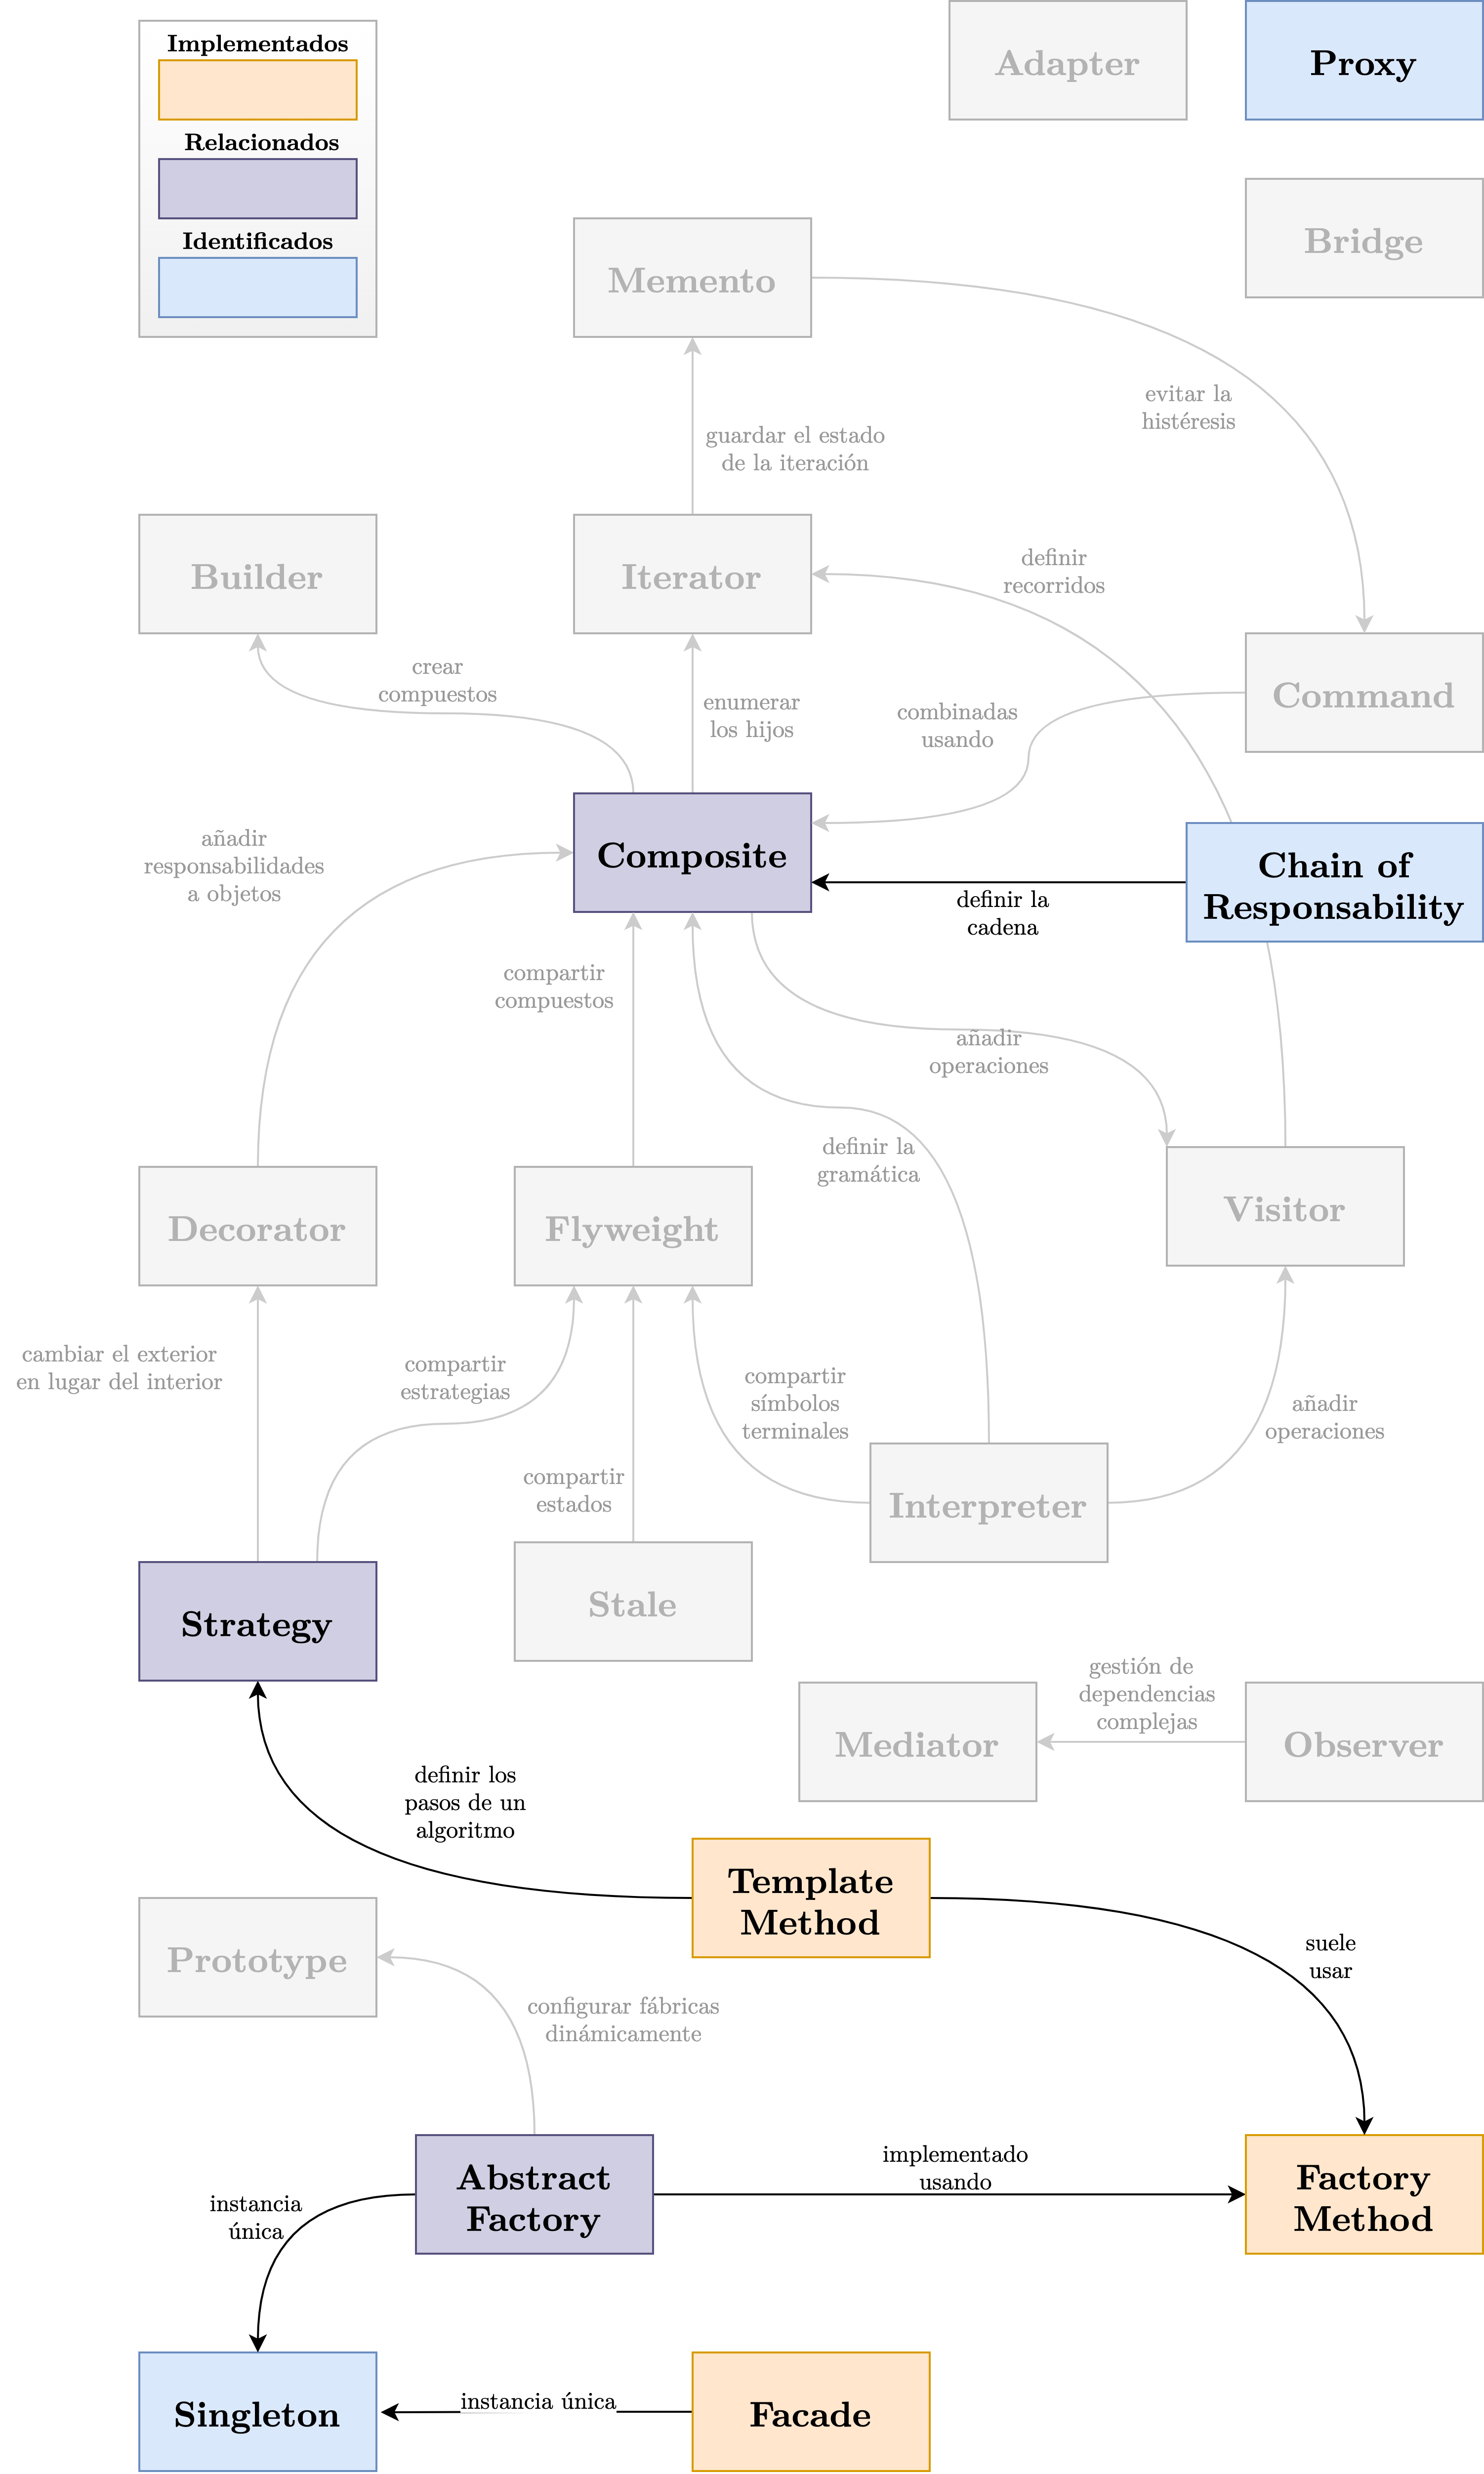 Implementados
Relacionados
Identificados
Adapter
Proxy
Bridge
Memento
evitar la
histéresis
guardar el estado
de la iteración
Builder
Iterator
definir
recorridos
Command
crear
compuestos
enumerar
los hijos
combinadas
usando
añadir
responsabilidades
a objetos
Composite
Chain of
Responsability
definir la
cadena
compartir
compuestos
añadir
operaciones
definir la
gramática
Decorator
Flyweight
Visitor
cambiar el exterior
en lugar del interior
compartir
estrategias
compartir
símbolos
terminales
añadir
operaciones
compartir
estados
Interpreter
Strategy
Stale
gestión de
dependencias
complejas
Mediator
Observer
definir los
pasos de un
algoritmo
Template
Method
suele
usar
Prototype
configurar fábricas
dinámicamente
Abstract
Factory
implementado
usando
Factory
Method
instancia
única
Singleton
instancia única
Facade